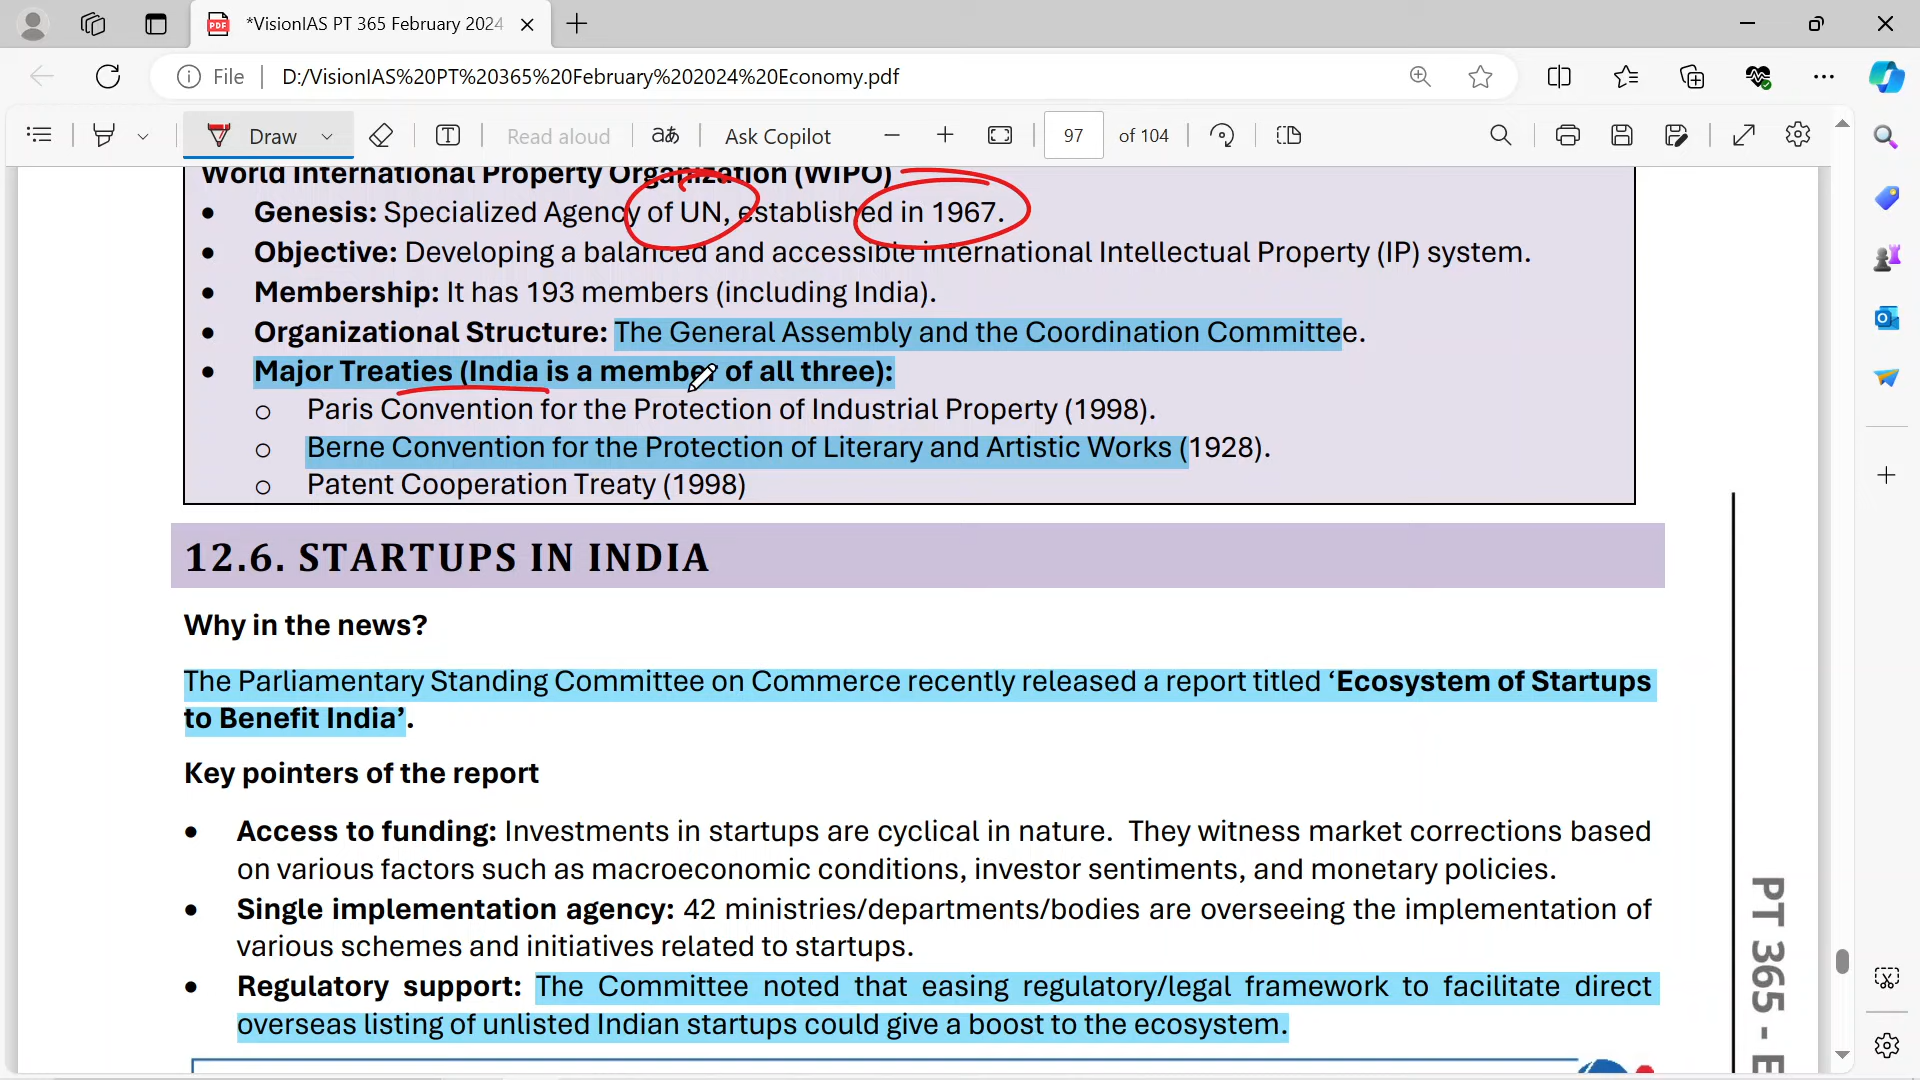 *VisionIAS PT 365 February 2024
File
D:/VisionIAS%20PT%20365%20February%202024%20Economy.pdf
Draw
Read aloud
aあ
Ask Copilot
97
of 104
World International Property Organization (WIPO)
• Genesis: Specialized Agency of UN, established in 1967.
• Objective: Developing a balanced and accessible international Intellectual Property (IP) system.
• Membership: It has 193 members (including India).
• Organizational Structure: The General Assembly and the Coordination Committee.
• Major Treaties (India is a member of all three):
o Paris Convention for the Protection of Industrial Property (1998).
o Berne Convention for the Protection of Literary and Artistic Works (1928).
o Patent Cooperation Treaty (1998)
12.6. STARTUPS IN INDIA
Why in the news?
The Parliamentary Standing Committee on Commerce recently released a report titled ‘Ecosystem of Startups
to Benefit India’.
Key pointers of the report
• Access to funding: Investments in startups are cyclical in nature. They witness market corrections based
on various factors such as macroeconomic conditions, investor sentiments, and monetary policies.
• Single implementation agency: 42 ministries/departments/bodies are overseeing the implementation of
various schemes and initiatives related to startups.
• Regulatory support: The Committee noted that easing regulatory/legal framework to facilitate direct
overseas listing of unlisted Indian startups could give a boost to the ecosystem.
PT 365 - E